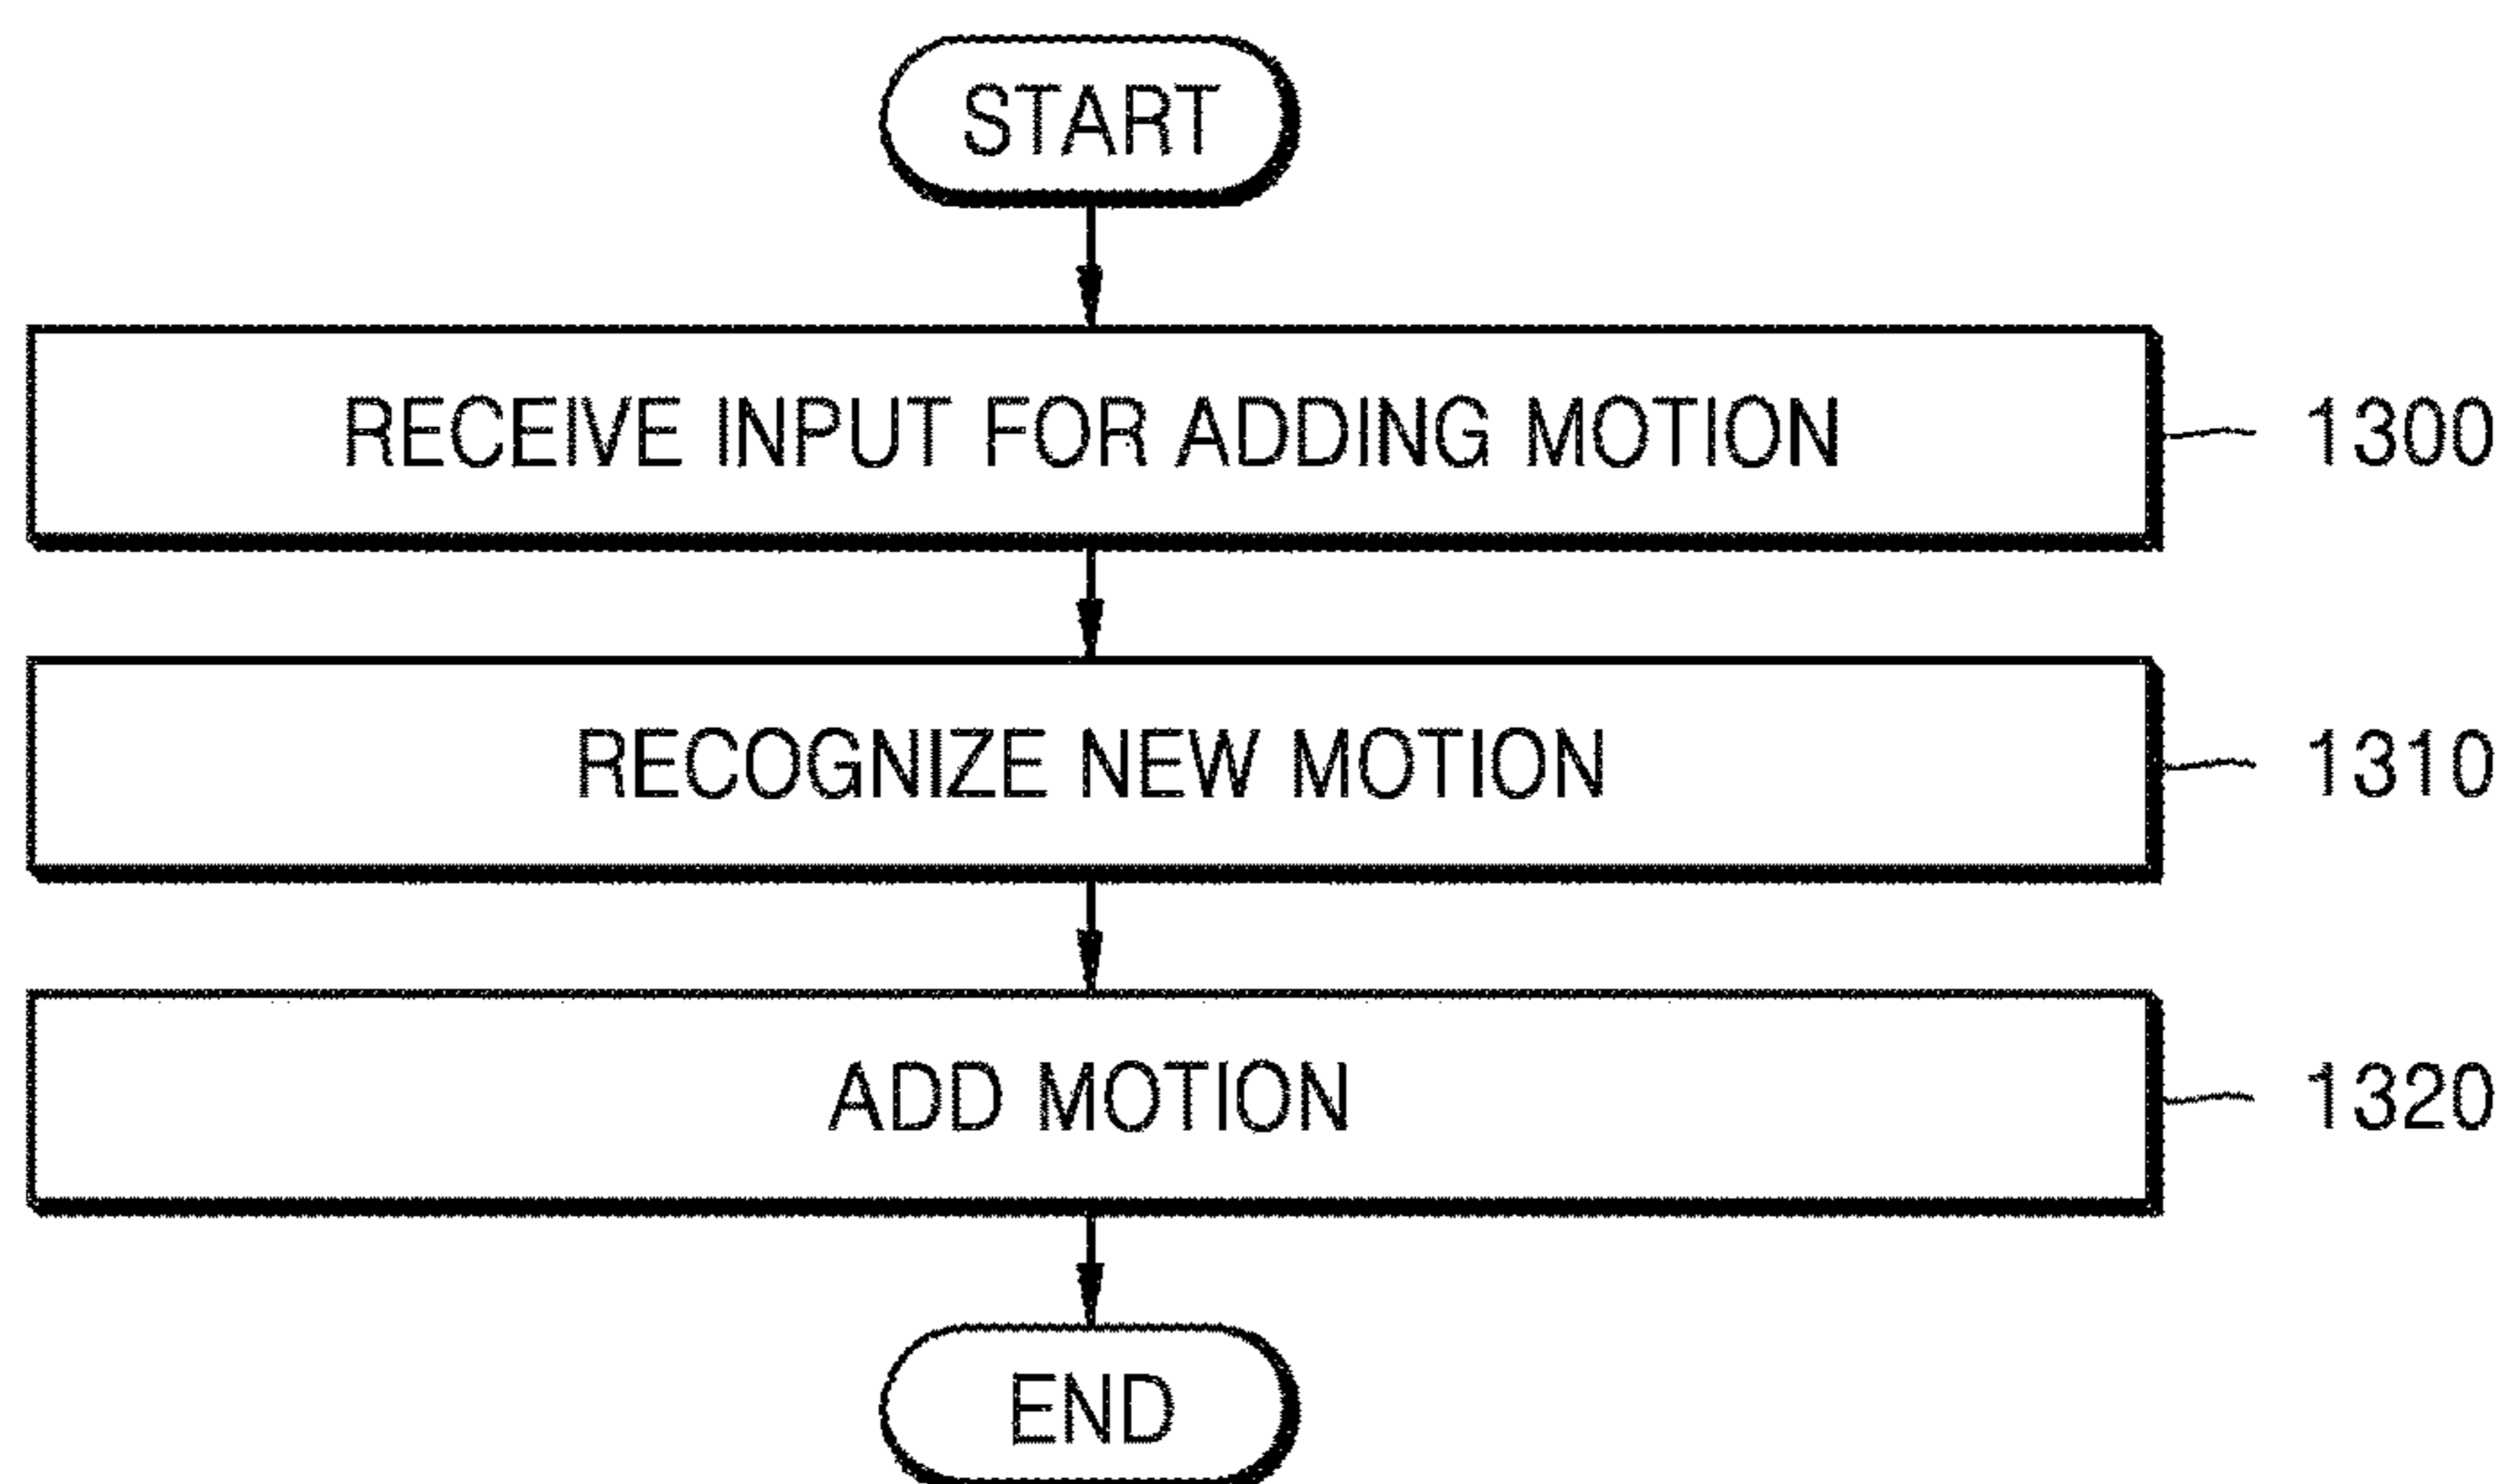 START
RECEIVE INPUT FOR ADDING MOTION
1300
RECOGNIZE NEW MOTION
1310
ADD MOTION
1320
END